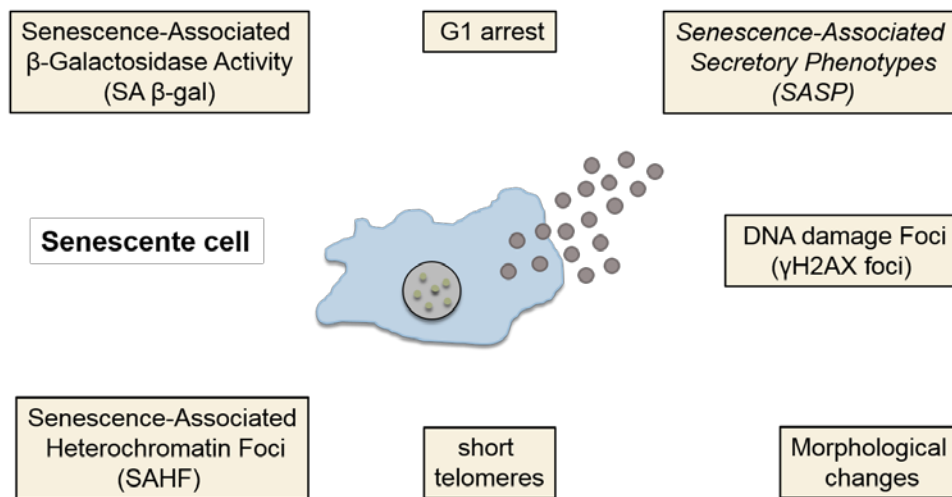 Senescence-Associated
β-Galactosidase Activity
(SA β-gal)
G1 arrest
Senescence-Associated
Secretory Phenotypes
(SASP)
Senescente cell
DNA damage Foci
(γH2AX foci)
Senescence-Associated
Heterochromatin Foci
(SAHF)
short
telomeres
Morphological
changes